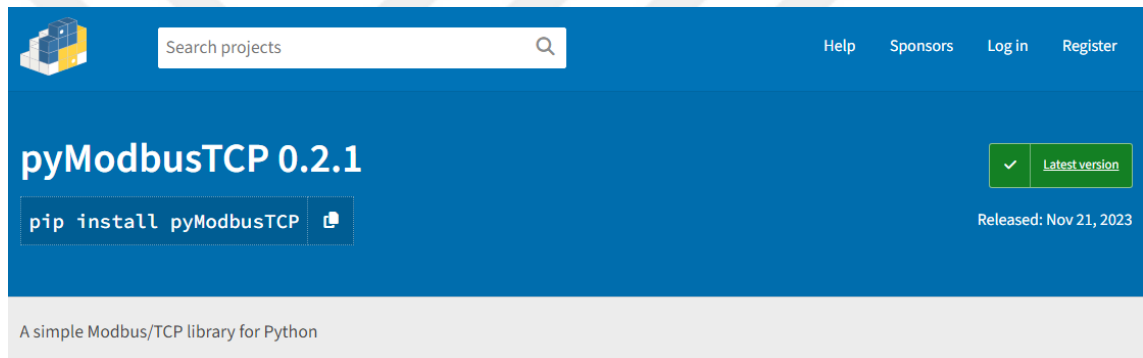 Search projects
Help Sponsors Log in Register
pyModbusTCP 0.2.1
Latest version
pip install pyModbusTCP
Released: Nov 21, 2023
A simple Modbus/TCP library for Python